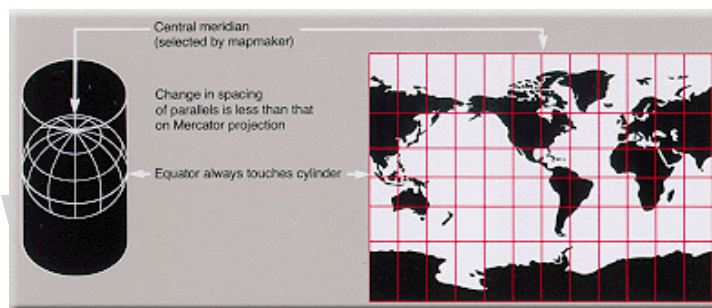 Central meridian
(selected by mapmaker)
Change in spacing
of parallels is less than that
on Mercator projection
Equator always touches cylinder